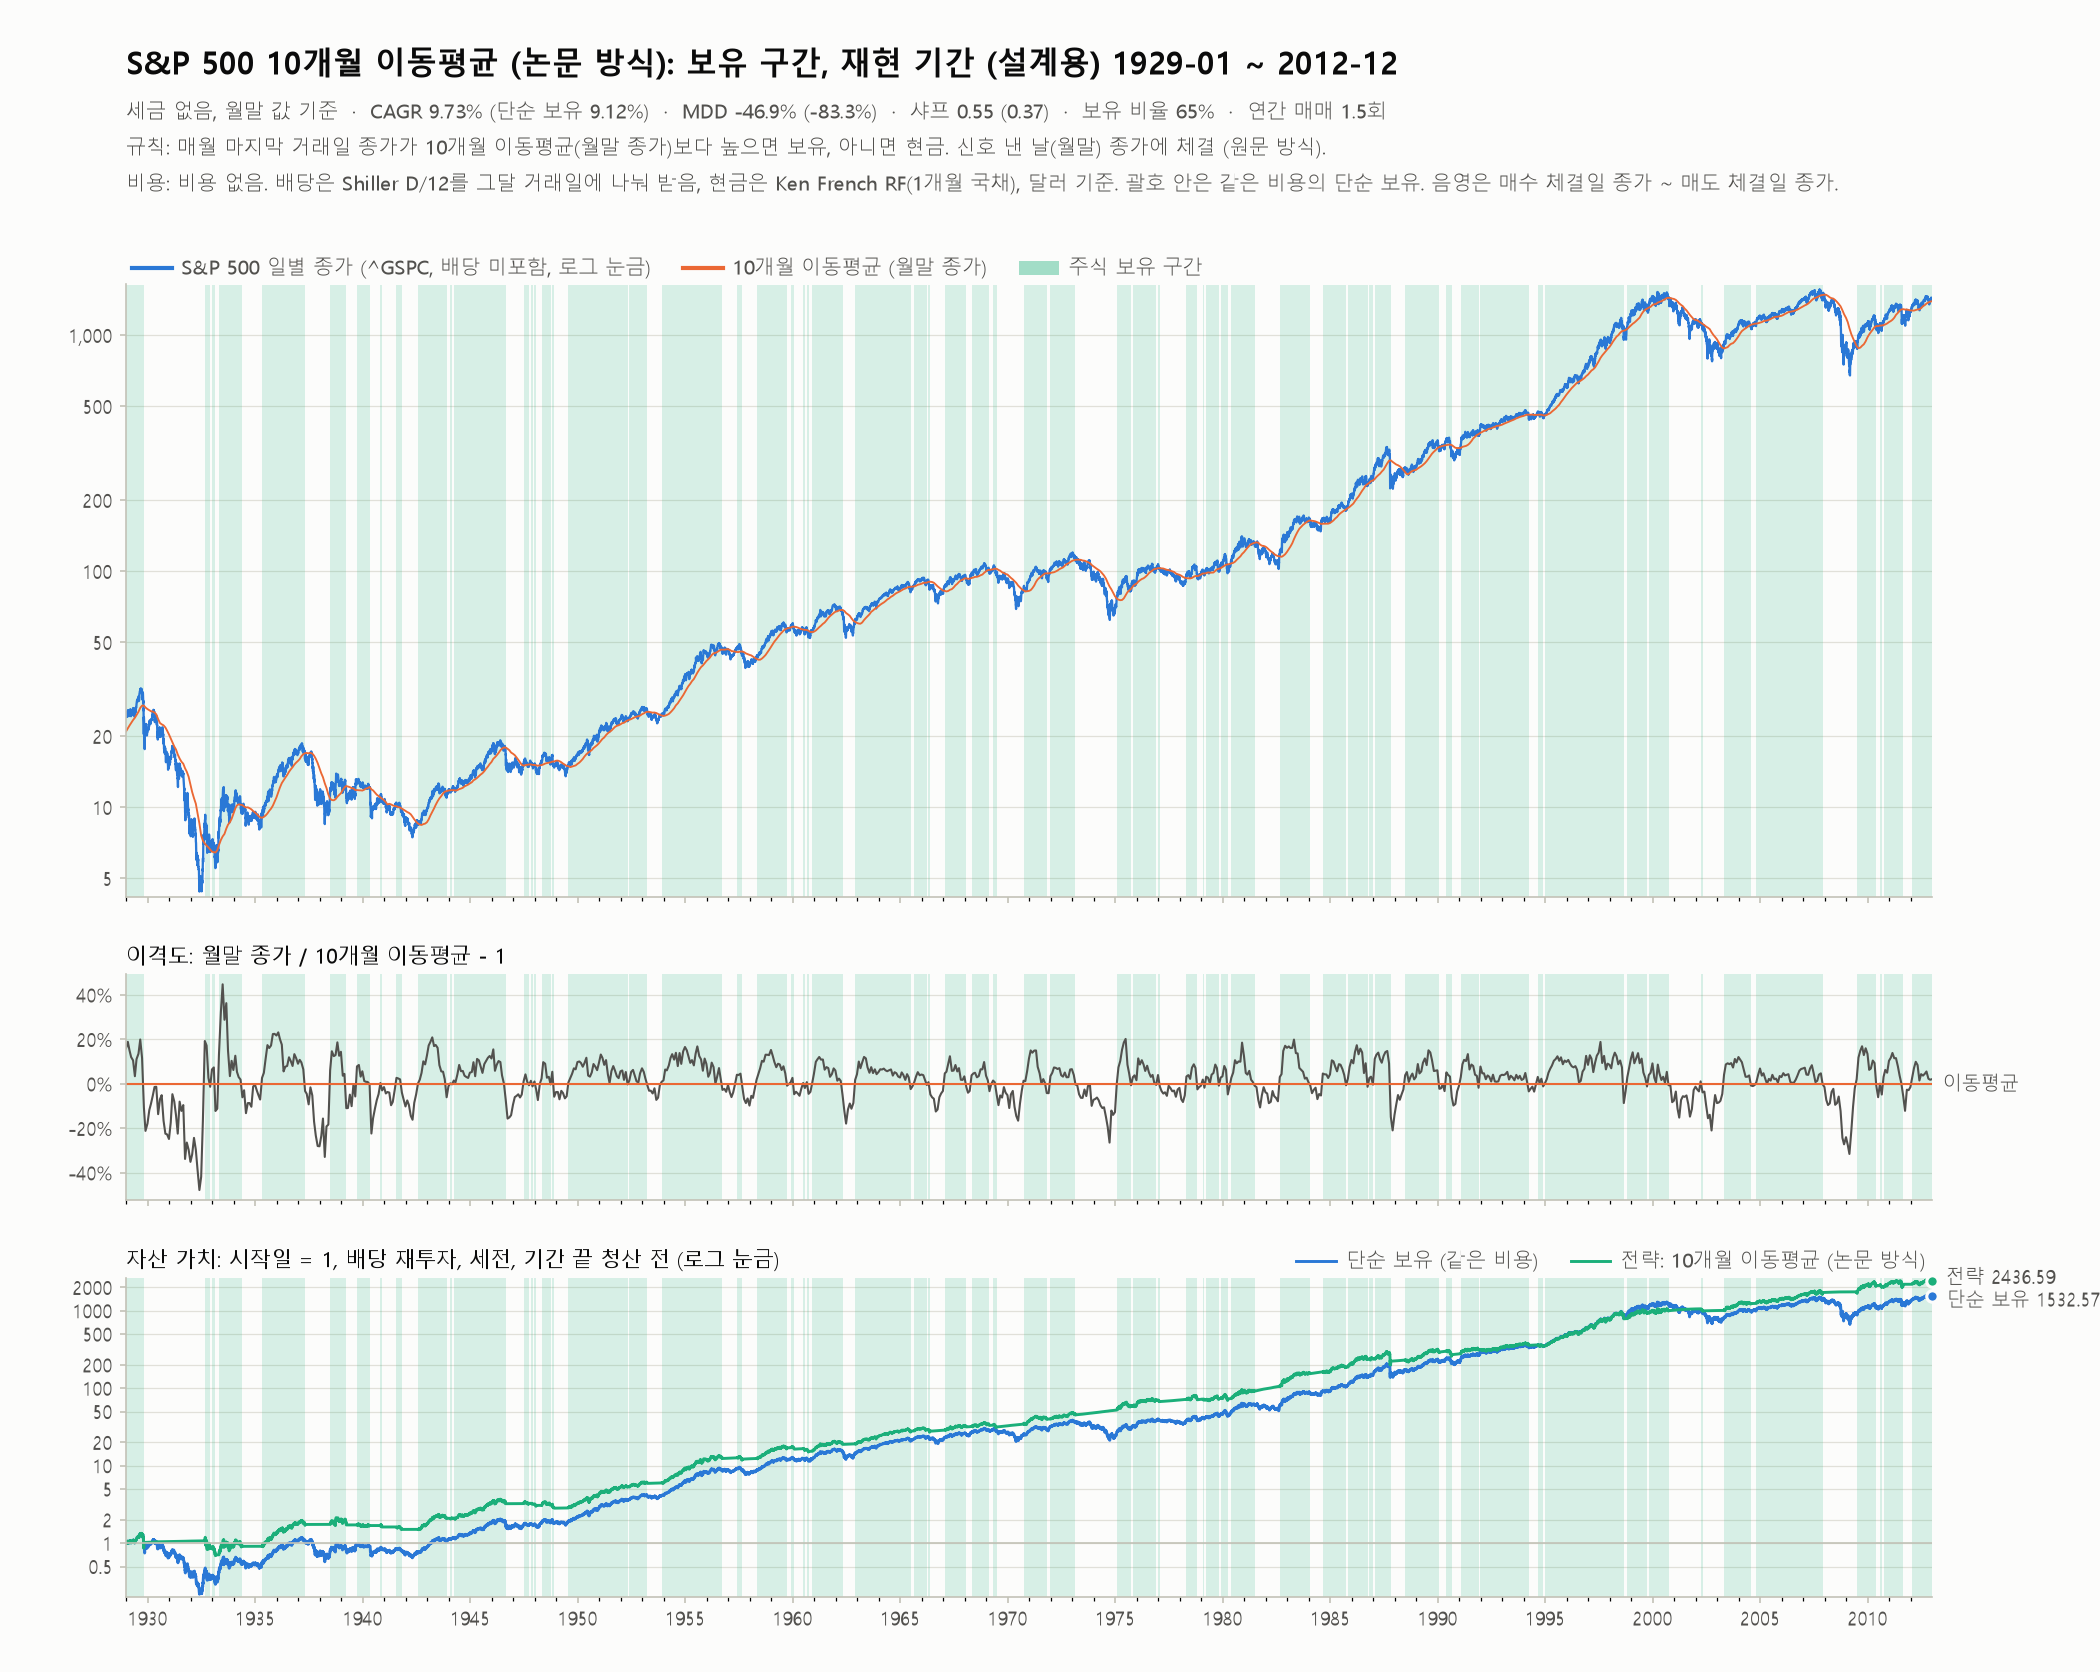 S&P 500 10개월 이동평균 (논문 방식): 보유 구간, 재현 기간 (설계용) 1929-01 ~ 2012-12
세금 없음, 월말 값 기준 · CAGR 9.73% (단순 보유 9.12%) · MDD -46.9% (-83.3%) · 샤프 0.55 (0.37) · 보유 비율 65% · 연간 매매 1.5회
규칙: 매월 마지막 거래일 종가가 10개월 이동평균(월말 종가)보다 높으면 보유, 아니면 현금. 신호 낸 날(월말) 종가에 체결 (원문 방식).
비용: 비용 없음. 배당은 Shiller D/12를 그달 거래일에 나눠 받음, 현금은 Ken French RF(1개월 국채), 달러 기준. 괄호 안은 같은 비용의 단순 보유. 음영은 매수 체결일 종가 ~ 매도 체결일 종가.
S&P 500 일별 종가 (^GSPC, 배당 미포함, 로그 눈금) 10개월 이동평균 (월말 종가) 주식 보유 구간
1,000
500
200
100
50
20
10
5
이격도: 월말 종가 / 10개월 이동평균 - 1
40%
20%
0%
-20%
-40%
이동평균
자산 가치: 시작일 = 1, 배당 재투자, 세전, 기간 끝 청산 전 (로그 눈금)
단순 보유 (같은 비용) 전략: 10개월 이동평균 (논문 방식)
전략 2436.59
단순 보유 1532.57
2000
1000
500
200
100
50
20
10
5
2
1
0.5
1930 1935 1940 1945 1950 1955 1960 1965 1970 1975 1980 1985 1990 1995 2000 2005 2010